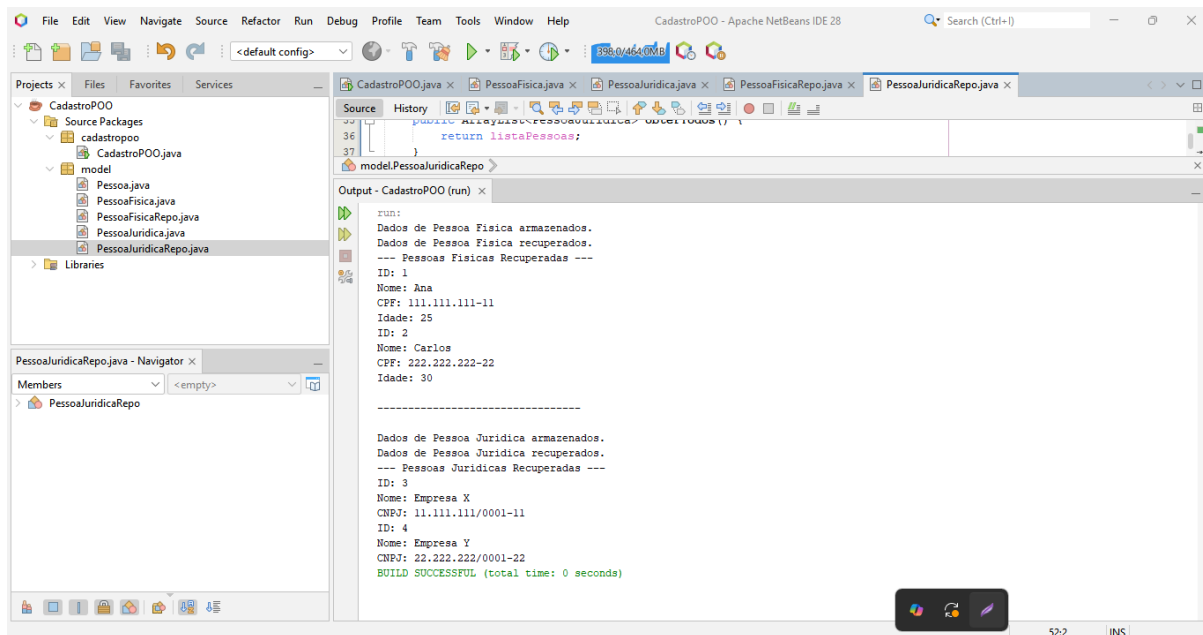 File Edit View Navigate Source Refactor Run Debug Profile Team Tools Window Help CadastroPOO - Apache NetBeans IDE 28 Search (Ctrl+I)
<default config> 398,0/464,0MB
Projects Files Favorites Services
CadastroPOO
Source Packages
cadastropoo
CadastroPOO.java
model
Pessoa.java
PessoaFisica.java
PessoaFisicaRepo.java
PessoaJuridica.java
PessoaJuridicaRepo.java
Libraries
PessoaJuridicaRepo.java - Navigator
Members <empty>
PessoaJuridicaRepo
CadastroPOO.java PessoaFisica.java PessoaJuridica.java PessoaFisicaRepo.java PessoaJuridicaRepo.java
Source History
35 public ArrayList<PessoaJuridica> obterTodos() {
36 return listaPessoas;
37 }
model.PessoaJuridicaRepo
Output - CadastroPOO (run)
run:
Dados de Pessoa Fisica armazenados.
Dados de Pessoa Fisica recuperados.
--- Pessoas Fisicas Recuperadas ---
ID: 1
Nome: Ana
CPF: 111.111.111-11
Idade: 25
ID: 2
Nome: Carlos
CPF: 222.222.222-22
Idade: 30
---------------------------------
Dados de Pessoa Juridica armazenados.
Dados de Pessoa Juridica recuperados.
--- Pessoas Juridicas Recuperadas ---
ID: 3
Nome: Empresa X
CNPJ: 11.111.111/0001-11
ID: 4
Nome: Empresa Y
CNPJ: 22.222.222/0001-22
BUILD SUCCESSFUL (total time: 0 seconds)
52:2 INS